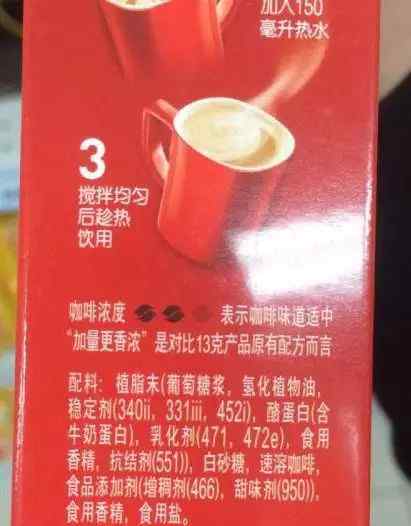 加入150
毫升热水
3
搅拌均匀
后趁热
饮用
咖啡浓度 表示咖啡味道适中
“加量更香浓”是对比13克产品原有配方而言
配料：植脂末(葡萄糖浆，氢化植物油，
稳定剂(340ii，331iii，452i)，酪蛋白(含
牛奶蛋白)，乳化剂(471，472e)，食用
香精，抗结剂(551))，白砂糖，速溶咖啡，
食品添加剂(增稠剂(466)，甜味剂(950))，
食用香精，食用盐。